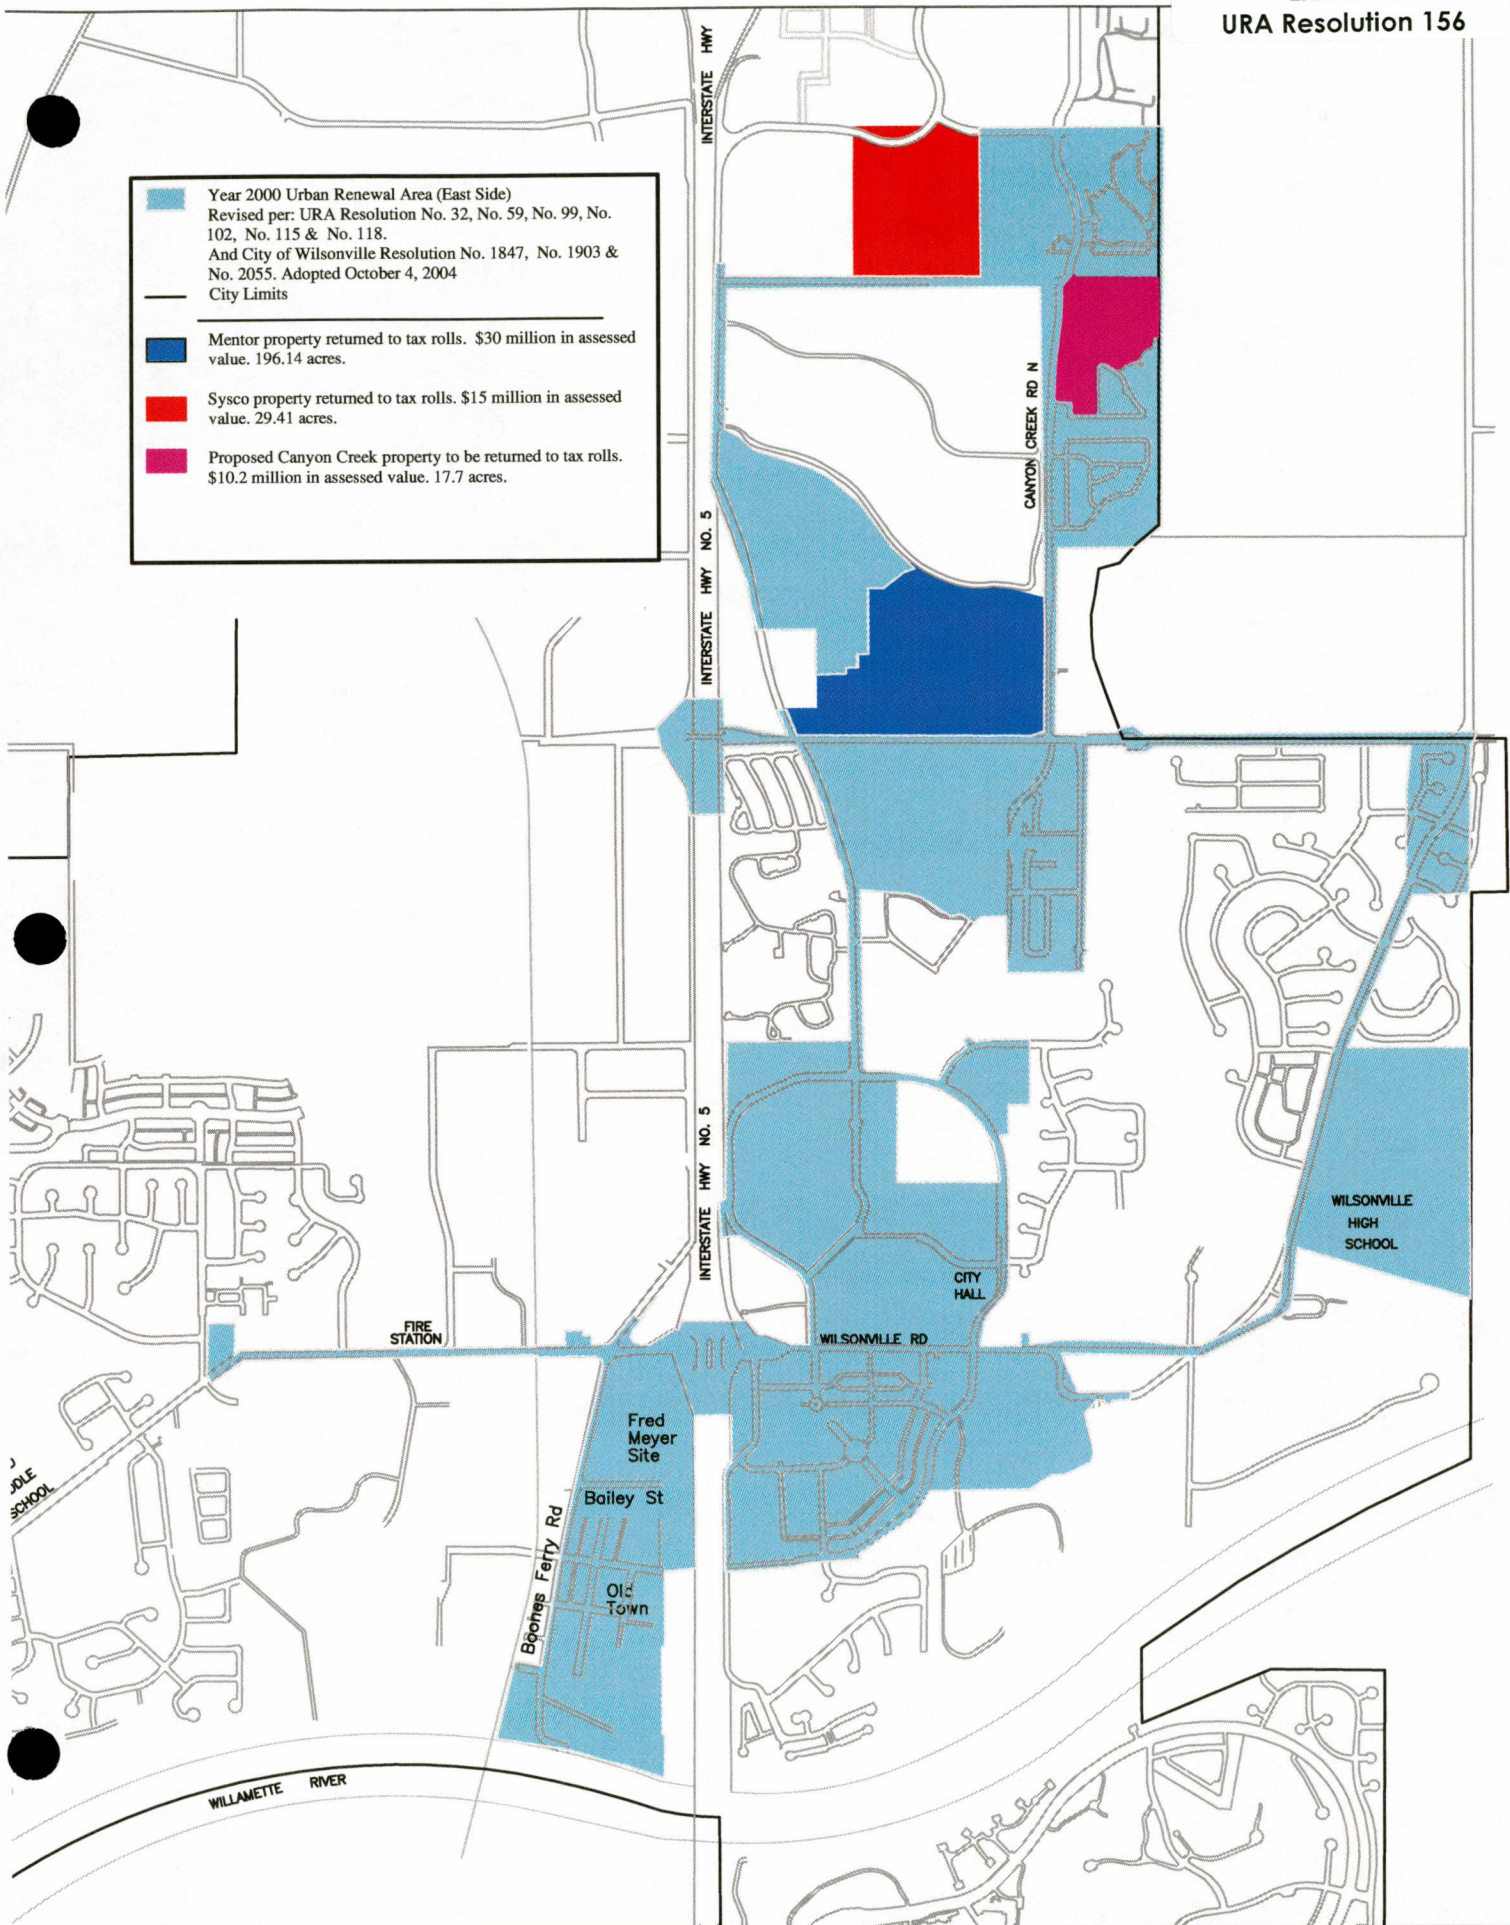 URA Resolution 156
INTERSTATE HWY
Year 2000 Urban Renewal Area (East Side)
Revised per: URA Resolution No. 32, No. 59, No. 99, No.
102, No. 115 & No. 118.
And City of Wilsonville Resolution No. 1847, No. 1903 &
No. 2055. Adopted October 4, 2004
City Limits
Mentor property returned to tax rolls. $30 million in assessed
value. 196.14 acres.
Sysco property returned to tax rolls. $15 million in assessed
value. 29.41 acres.
Proposed Canyon Creek property to be returned to tax rolls.
$10.2 million in assessed value. 17.7 acres.
CANYON CREEK RD N
INTERSTATE HWY NO. 5
INTERSTATE HWY NO. 5
WILSONVILLE
HIGH
SCHOOL
CITY
HALL
FIRE
STATION
WILSONVILLE RD
Fred
Meyer
Site
Bailey St
SCHOOL
Boones Ferry Rd
Old
Town
WILLAMETTE RIVER